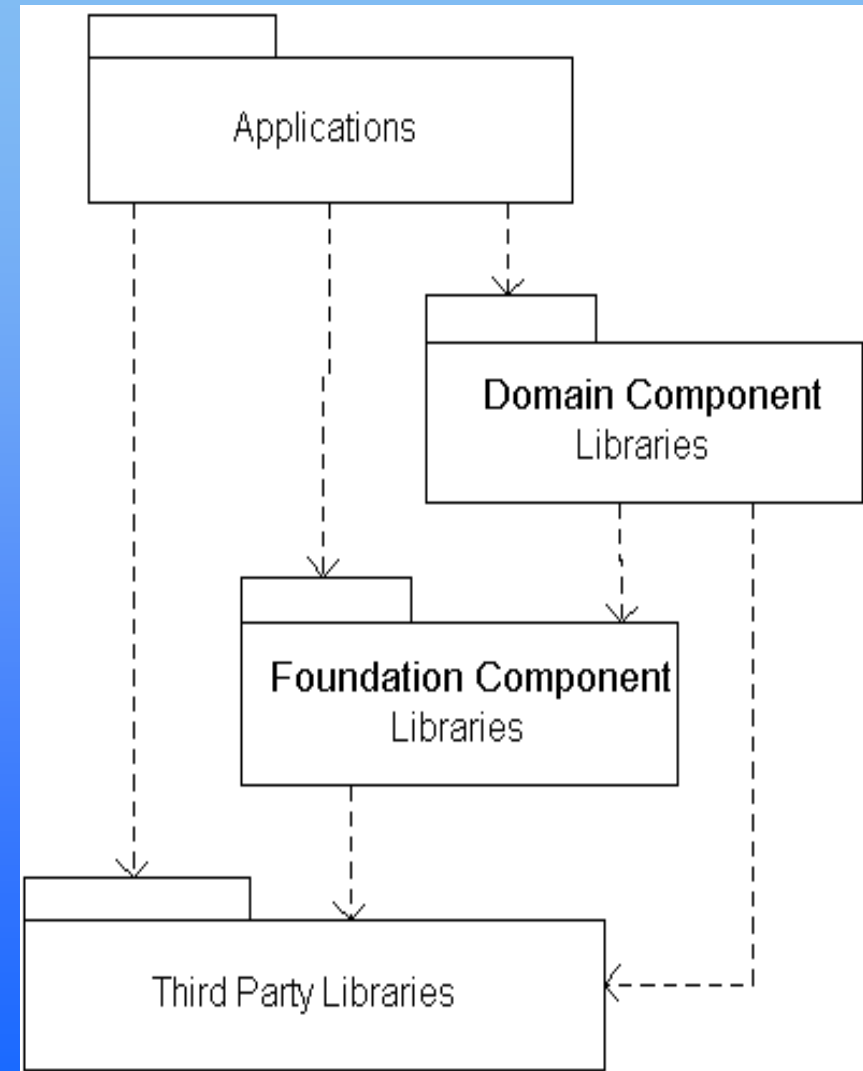 Applications
Domain Component
Libraries
Foundation Component
Libraries
Third Party Libraries